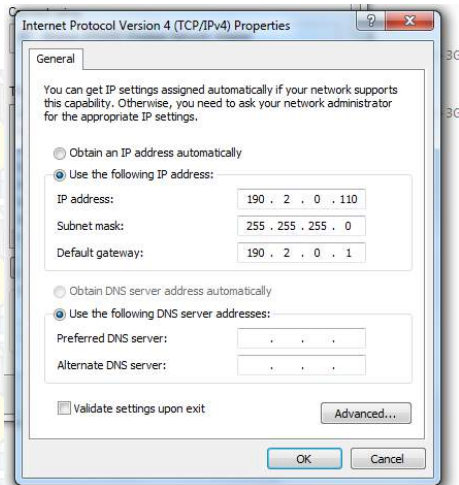 Internet Protocol Version 4 (TCP/IPv4) Properties
General
You can get IP settings assigned automatically if your network supports
this capability. Otherwise, you need to ask your network administrator
for the appropriate IP settings.
Obtain an IP address automatically
Use the following IP address:
IP address: 190 . 2 . 0 . 110
Subnet mask: 255 . 255 . 255 . 0
Default gateway: 190 . 2 . 0 . 1
Obtain DNS server address automatically
Use the following DNS server addresses:
Preferred DNS server: . . .
Alternate DNS server: . . .
Validate settings upon exit
Advanced...
OK Cancel
3G
3G